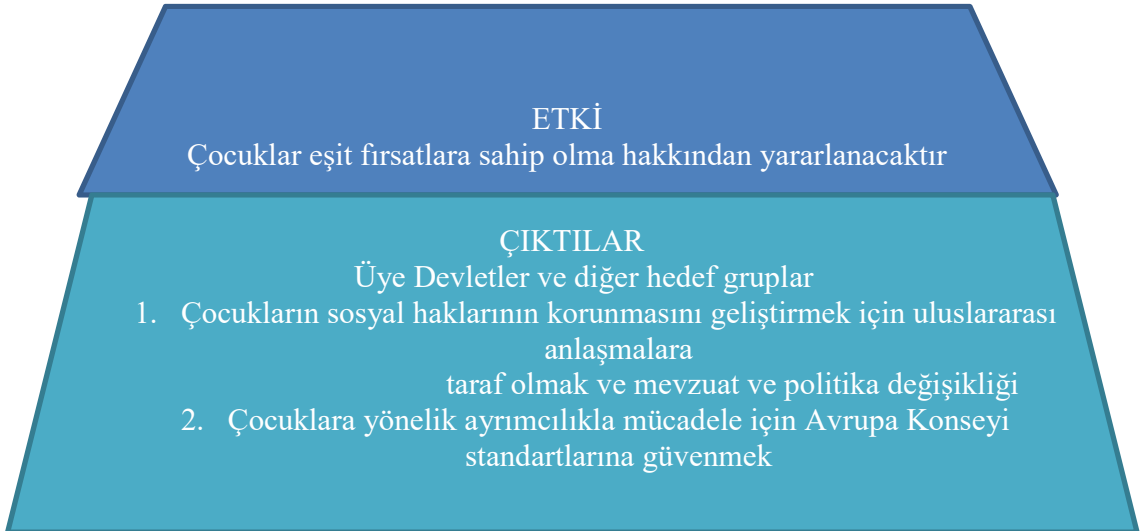 ETKİ
Çocuklar eşit fırsatlara sahip olma hakkından yararlanacaktır
ÇIKTILAR
Üye Devletler ve diğer hedef gruplar
1. Çocukların sosyal haklarının korunmasını geliştirmek için uluslararası
anlaşmalara
taraf olmak ve mevzuat ve politika değişikliği
2. Çocuklara yönelik ayrımcılıkla mücadele için Avrupa Konseyi
standartlarına güvenmek